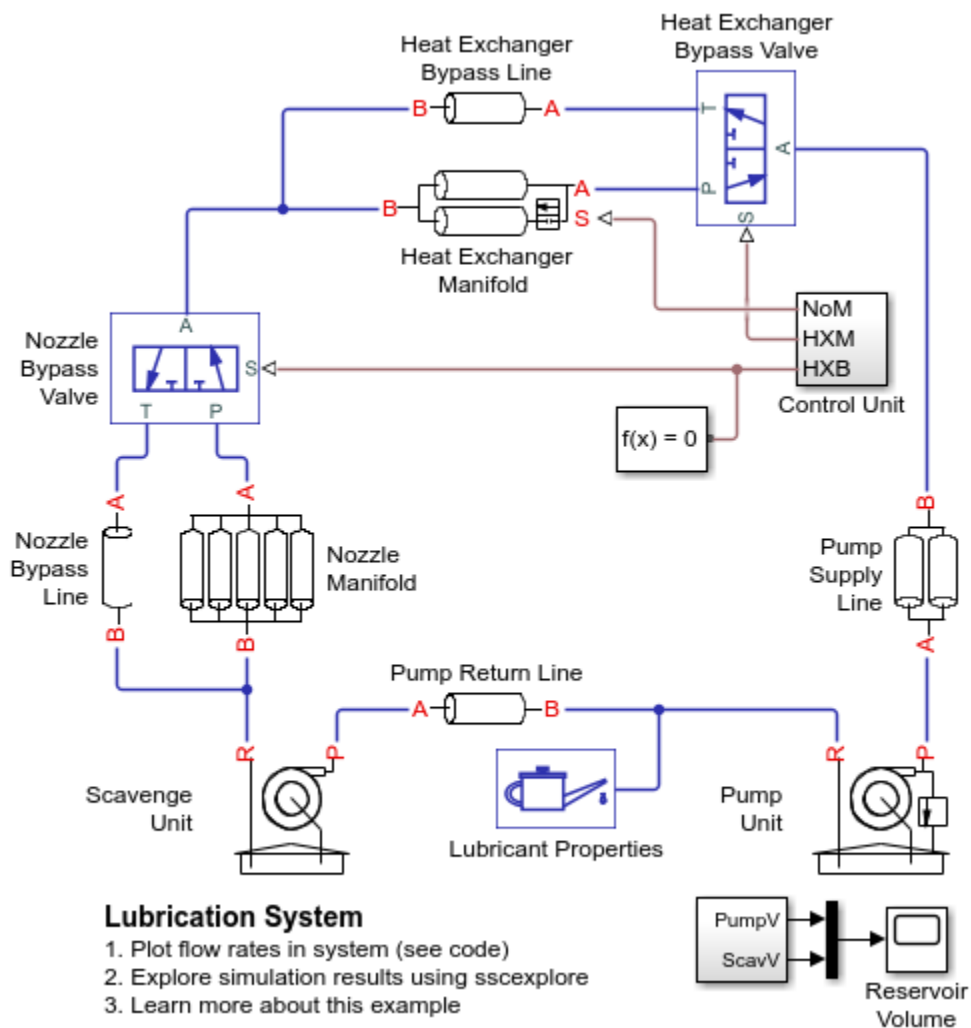 Heat Exchanger
Bypass Valve
Heat Exchanger
Bypass Line
B
A
T
A
P
S
B
A
S
Heat Exchanger
Manifold
NoM
HXM
HXB
Control Unit
Nozzle
Bypass
Valve
A
S
T
P
f(x) = 0
A
A
B
Nozzle
Bypass
Line
Nozzle
Manifold
Pump
Supply
Line
B
B
A
Pump Return Line
A
B
R
P
R
P
Scavenge
Unit
Pump
Unit
Lubricant Properties
Lubrication System
1. Plot flow rates in system (see code)
2. Explore simulation results using sscexplore
3. Learn more about this example
PumpV
ScavV
Reservoir
Volume